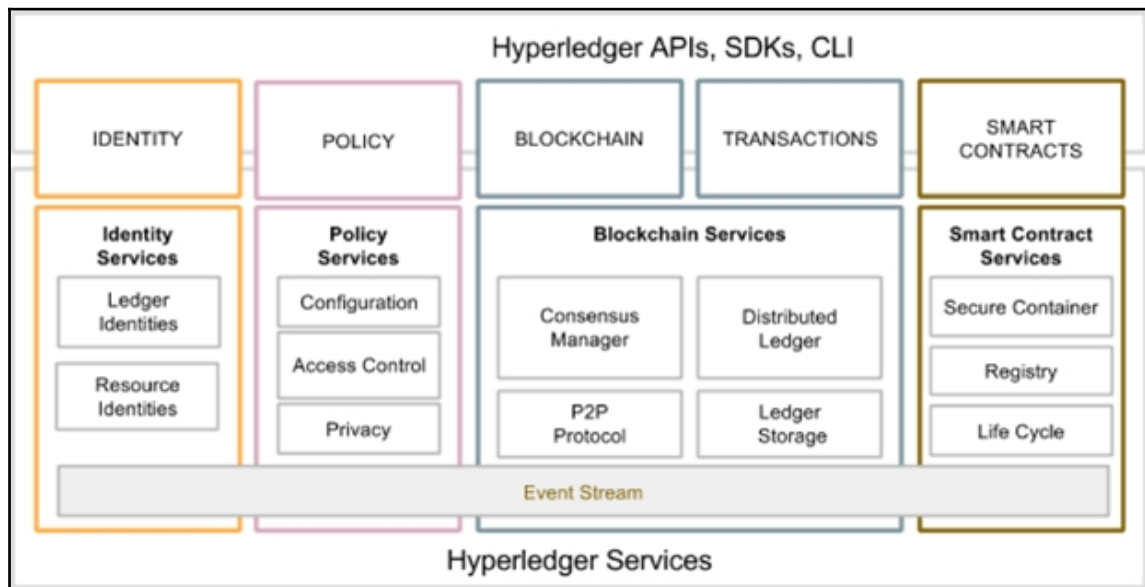 Hyperledger APIs, SDKs, CLI
IDENTITY
POLICY
BLOCKCHAIN
TRANSACTIONS
SMART
CONTRACTS
Identity
Services
Ledger
Identities
Resource
Identities
Policy
Services
Configuration
Access Control
Privacy
Blockchain Services
Consensus
Manager
Distributed
Ledger
P2P
Protocol
Ledger
Storage
Smart Contract
Services
Secure Container
Registry
Life Cycle
Event Stream
Hyperledger Services